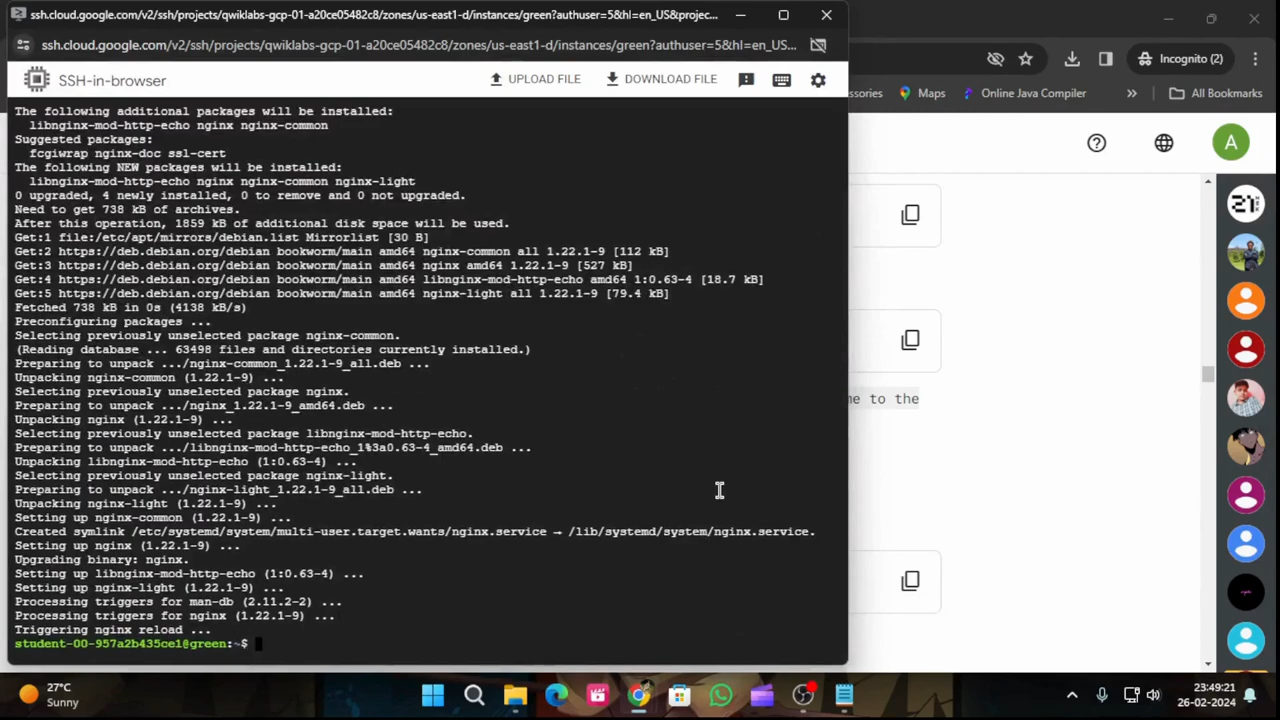 ssh.cloud.google.com/v2/ssh/projects/qwiklabs-gcp-01-a20ce05482c8/zones/us-east1-d/instances/green?authuser=5&hl=en_US&projec...
ssh.cloud.google.com/v2/ssh/projects/qwiklabs-gcp-01-a20ce05482c8/zones/us-east1-d/instances/green?authuser=5&hl=en_US...
Incognito (2)
SSH-in-browser
UPLOAD FILE
DOWNLOAD FILE
ssories
Maps
Online Java Compiler
»
All Bookmarks
A
The following additional packages will be installed:
libnginx-mod-http-echo nginx nginx-common
Suggested packages:
fcgiwrap nginx-doc ssl-cert
The following NEW packages will be installed:
libnginx-mod-http-echo nginx nginx-common nginx-light
0 upgraded, 4 newly installed, 0 to remove and 0 not upgraded.
Need to get 738 kB of archives.
After this operation, 1859 kB of additional disk space will be used.
Get:1 file:/etc/apt/mirrors/debian.list Mirrorlist [30 B]
Get:2 https://deb.debian.org/debian bookworm/main amd64 nginx-common all 1.22.1-9 [112 kB]
Get:3 https://deb.debian.org/debian bookworm/main amd64 nginx amd64 1.22.1-9 [527 kB]
Get:4 https://deb.debian.org/debian bookworm/main amd64 libnginx-mod-http-echo amd64 1:0.63-4 [18.7 kB]
Get:5 https://deb.debian.org/debian bookworm/main amd64 nginx-light all 1.22.1-9 [79.4 kB]
Fetched 738 kB in 0s (4138 kB/s)
Preconfiguring packages ...
Selecting previously unselected package nginx-common.
(Reading database ... 63498 files and directories currently installed.)
Preparing to unpack .../nginx-common_1.22.1-9_all.deb ...
Unpacking nginx-common (1.22.1-9) ...
Selecting previously unselected package nginx.
Preparing to unpack .../nginx_1.22.1-9_amd64.deb ...
Unpacking nginx (1.22.1-9) ...
Selecting previously unselected package libnginx-mod-http-echo.
Preparing to unpack .../libnginx-mod-http-echo_1%3a0.63-4_amd64.deb ...
Unpacking libnginx-mod-http-echo (1:0.63-4) ...
Selecting previously unselected package nginx-light.
Preparing to unpack .../nginx-light_1.22.1-9_all.deb ...
Unpacking nginx-light (1.22.1-9) ...
Setting up nginx-common (1.22.1-9) ...
Created symlink /etc/systemd/system/multi-user.target.wants/nginx.service → /lib/systemd/system/nginx.service.
Setting up nginx (1.22.1-9) ...
Upgrading binary: nginx.
Setting up libnginx-mod-http-echo (1:0.63-4) ...
Setting up nginx-light (1.22.1-9) ...
Processing triggers for man-db (2.11.2-2) ...
Processing triggers for nginx (1.22.1-9) ...
Triggering nginx reload ...
student-00-957a2b435ce1@green:~$
me to the
27°C
Sunny
23:49:21
26-02-2024